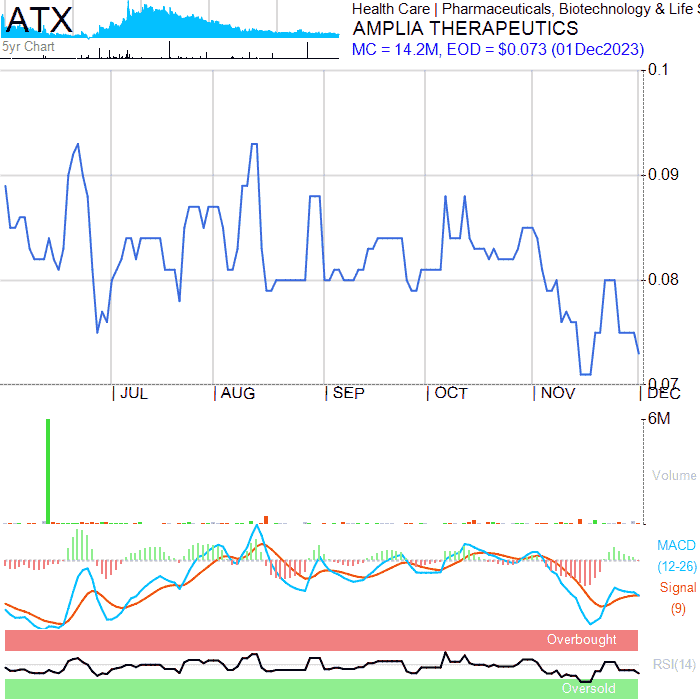 ATX
5yr Chart
Health Care | Pharmaceuticals, Biotechnology & Life S
AMPLIA THERAPEUTICS
MC = 14.2M, EOD = $0.073 (01Dec2023)
0.1
0.09
0.08
0.07
JUL
AUG
SEP
OCT
NOV
DEC
6M
Volume
MACD
(12-26)
Signal
(9)
Overbought
RSI(14)
Oversold